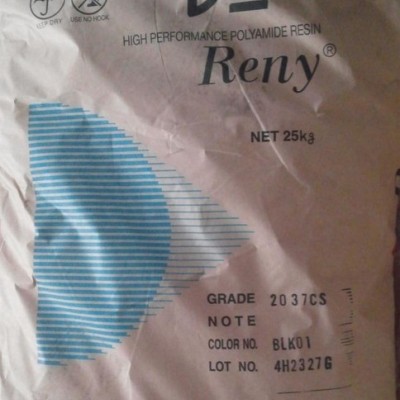 KEEP DRY USE NO HOOK
HIGH PERFORMANCE POLYAMIDE RESIN
Reny®
NET 25kg
GRADE 2037CS
NOTE
COLOR NO. BLK01
LOT NO. 4H2327G